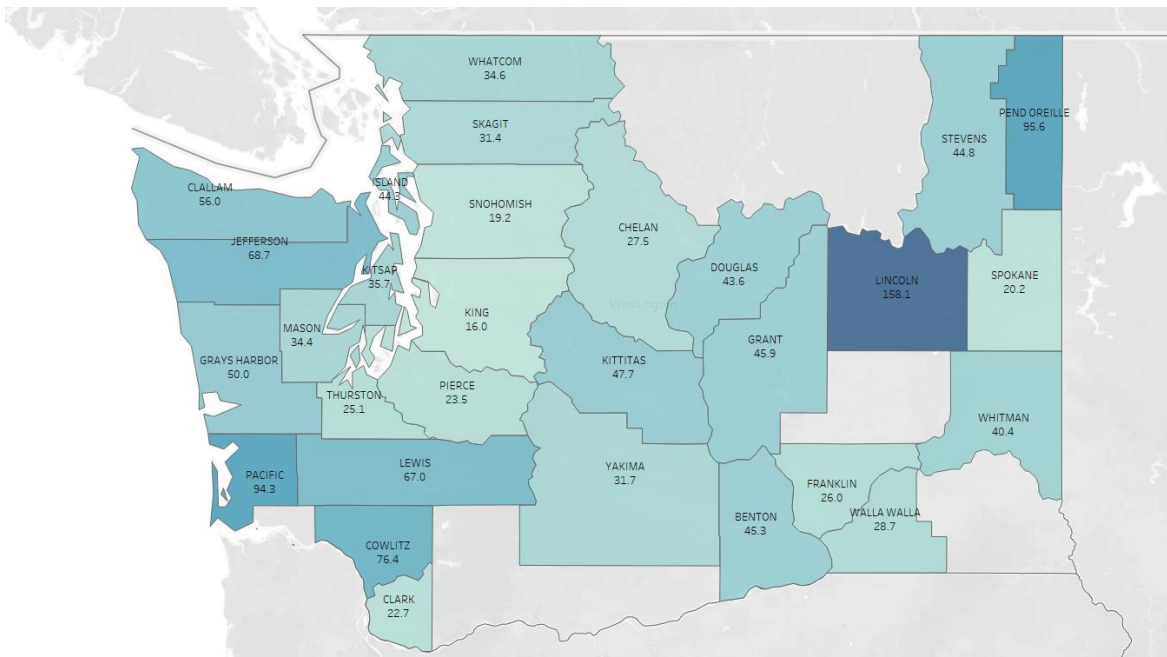 WHATCOM
34.6
SKAGIT
31.4
PEND OREILLE
95.6
STEVENS
44.8
CLALLAM
56.0
ISLAND
44.3
SNOHOMISH
19.2
CHELAN
27.5
JEFFERSON
68.7
KITSAP
35.7
DOUGLAS
43.6
LINCOLN
158.1
SPOKANE
20.2
Washington
KING
16.0
MASON
34.4
GRANT
45.9
GRAYS HARBOR
50.0
KITTITAS
47.7
THURSTON
25.1
PIERCE
23.5
WHITMAN
40.4
PACIFIC
94.3
LEWIS
67.0
YAKIMA
31.7
FRANKLIN
26.0
WALLA WALLA
28.7
BENTON
45.3
COWLITZ
76.4
CLARK
22.7